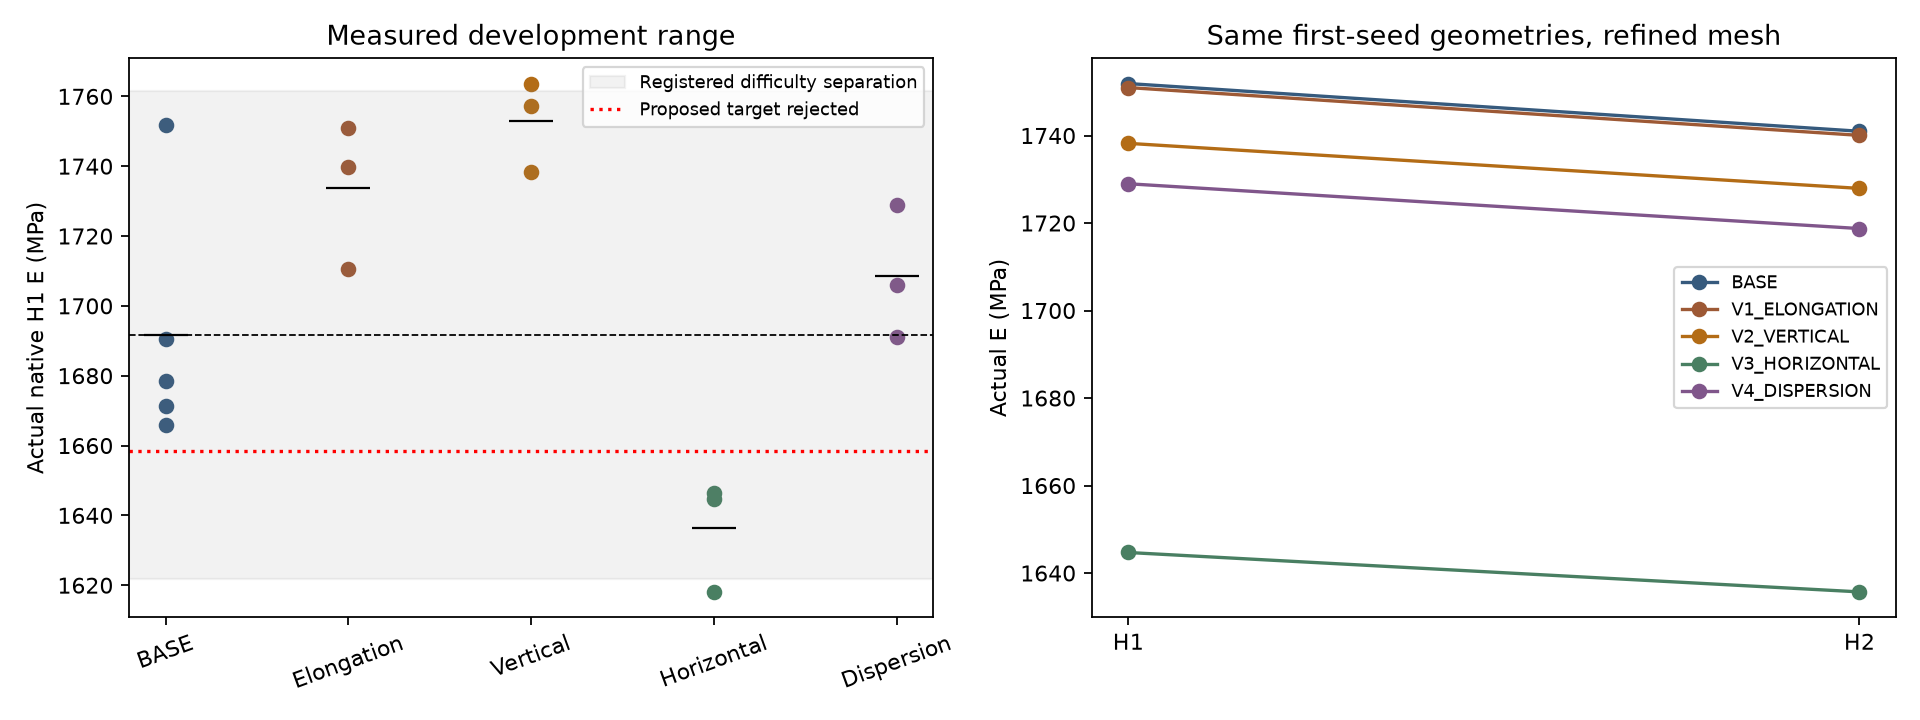 Measured development range
Actual native H1 E (MPa)
1760
1740
1720
1700
1680
1660
1640
1620
Registered difficulty separation
Proposed target rejected
BASE
Elongation
Vertical
Horizontal
Dispersion
Same first-seed geometries, refined mesh
Actual E (MPa)
1740
1720
1700
1680
1660
1640
BASE
V1_ELONGATION
V2_VERTICAL
V3_HORIZONTAL
V4_DISPERSION
H1
H2